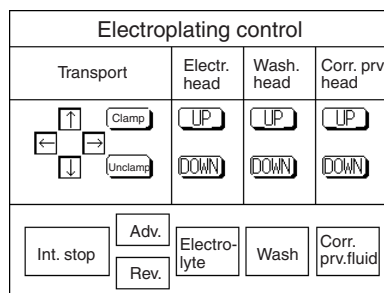 Electroplating control
Transport
Electr.
head
Wash.
head
Corr. prv
head
↑
Clamp
UP
UP
UP
←
→
↓
Unclamp
DOWN
DOWN
DOWN
Int. stop
Adv.
Rev.
Electro-
lyte
Wash
Corr.
prv.fluid